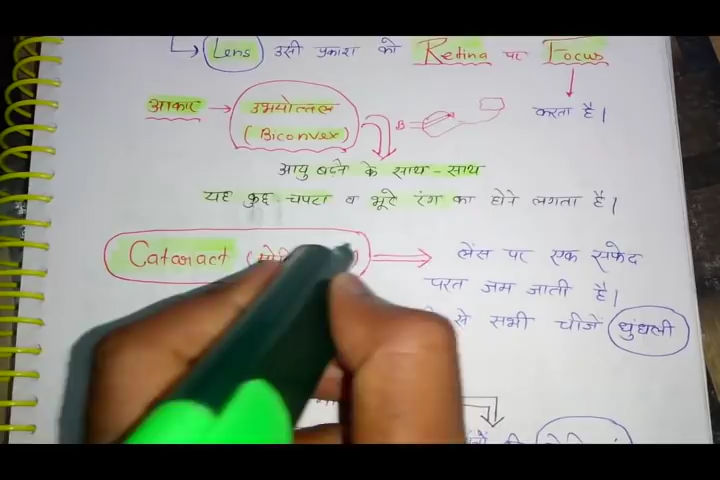 Lens उसी प्रकाश को Retina पर Focus
आकार → उभयोत्तल करता है।
(Biconvex) B
आयु बढ़ने के साथ-साथ
यह कुछ चपटा व भूरे रंग का होने लगता है।
Cataract ( → लेंस पर एक सफेद
परत जम जाती है।
से सभी चीजें धुंधली